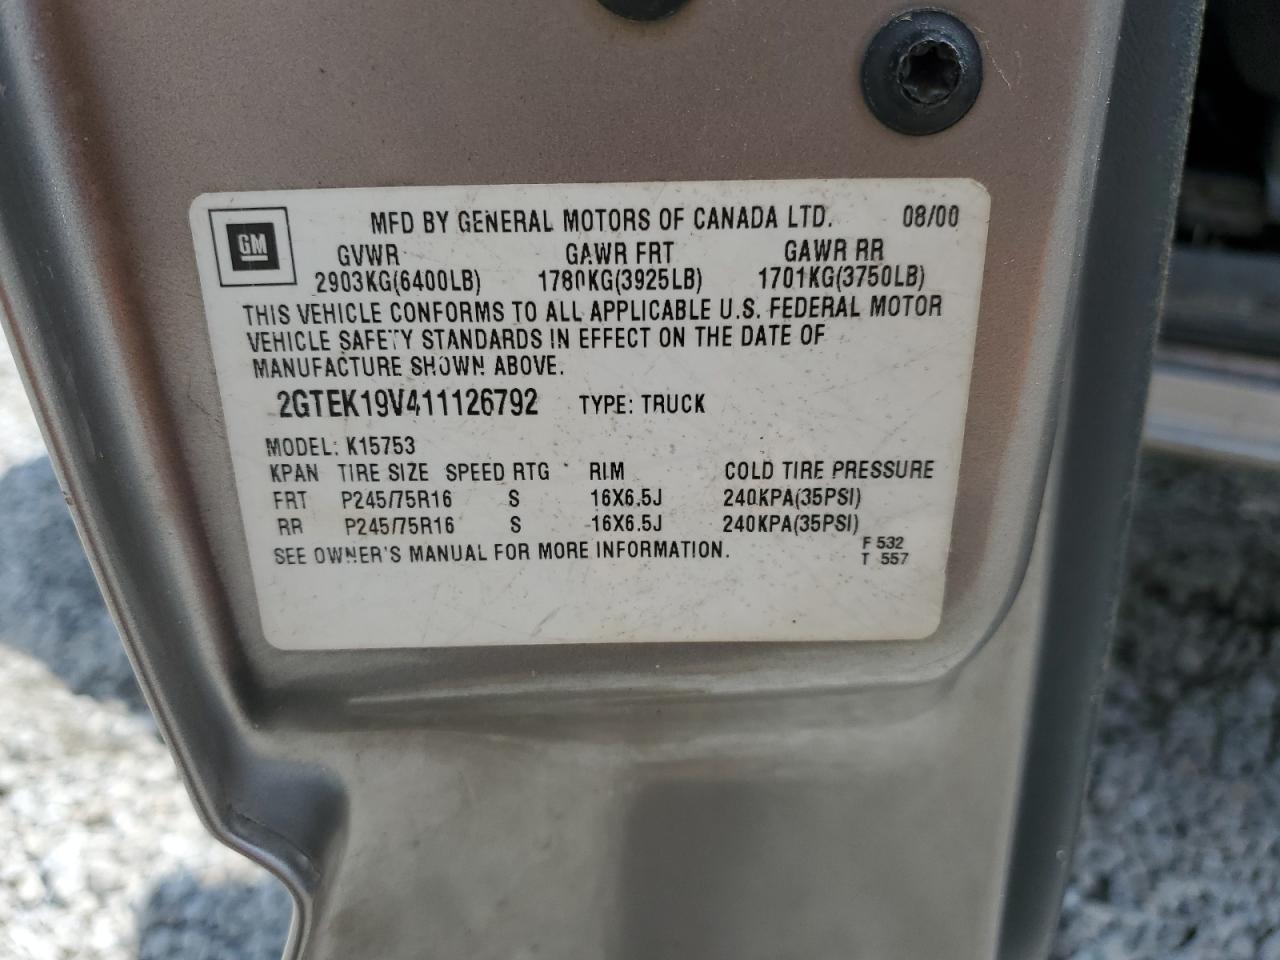 MFD BY GENERAL MOTORS OF CANADA LTD. 08/00
GM
GVWR GAWR FRT GAWR RR
2903KG(6400LB) 1780KG(3925LB) 1701KG(3750LB)
THIS VEHICLE CONFORMS TO ALL APPLICABLE U.S. FEDERAL MOTOR
VEHICLE SAFETY STANDARDS IN EFFECT ON THE DATE OF
MANUFACTURE SHOWN ABOVE.
2GTEK19V411126792 TYPE: TRUCK
MODEL: K15753
KPAN TIRE SIZE SPEED RTG RIM COLD TIRE PRESSURE
FRT P245/75R16 S 16X6.5J 240KPA(35PSI)
RR P245/75R16 S 16X6.5J 240KPA(35PSI)
SEE OWNER'S MANUAL FOR MORE INFORMATION.
F 532
T 557